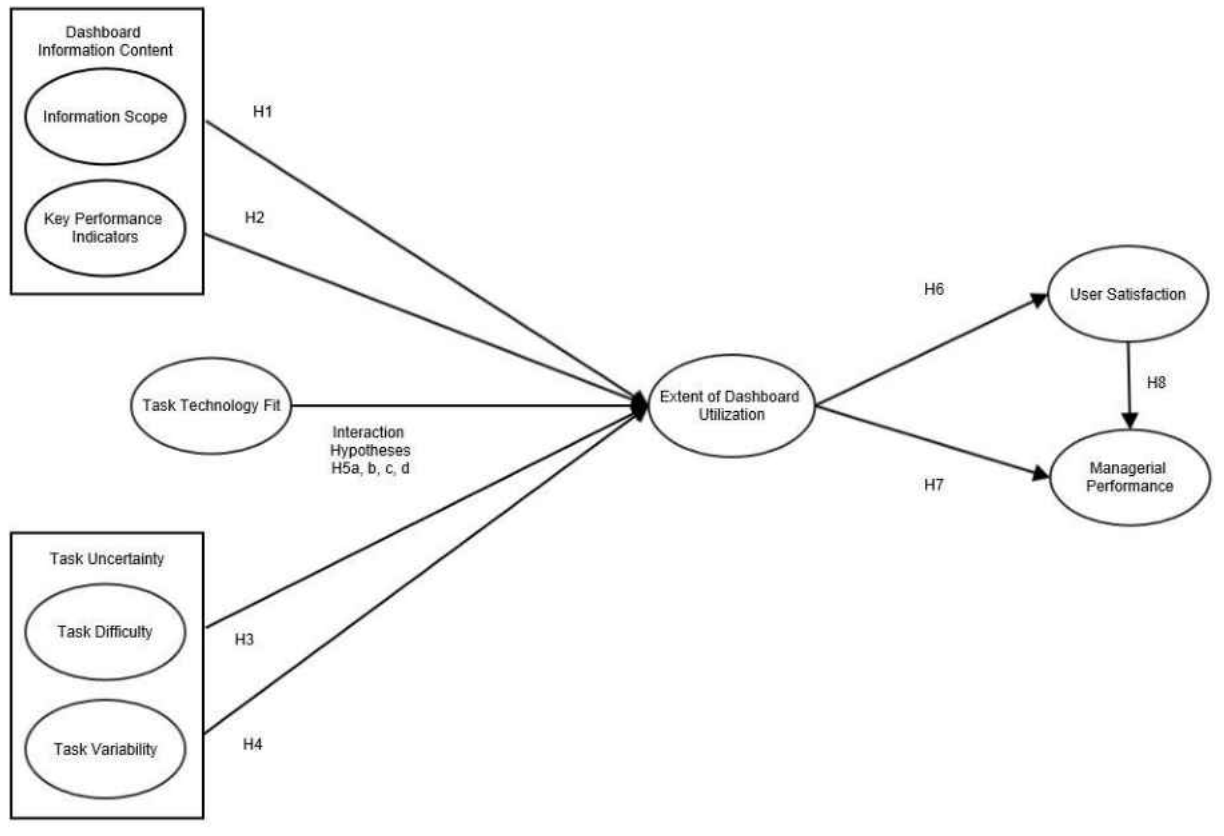 Dashboard
Information Content
Information Scope
H1
Key Performance
Indicators
H2
Task Technology Fit
Interaction
Hypotheses
H5a, b, c, d
Extent of Dashboard
Utilization
H6
User Satisfaction
H8
H7
Managerial
Performance
Task Uncertainty
Task Difficulty
H3
Task Variability
H4